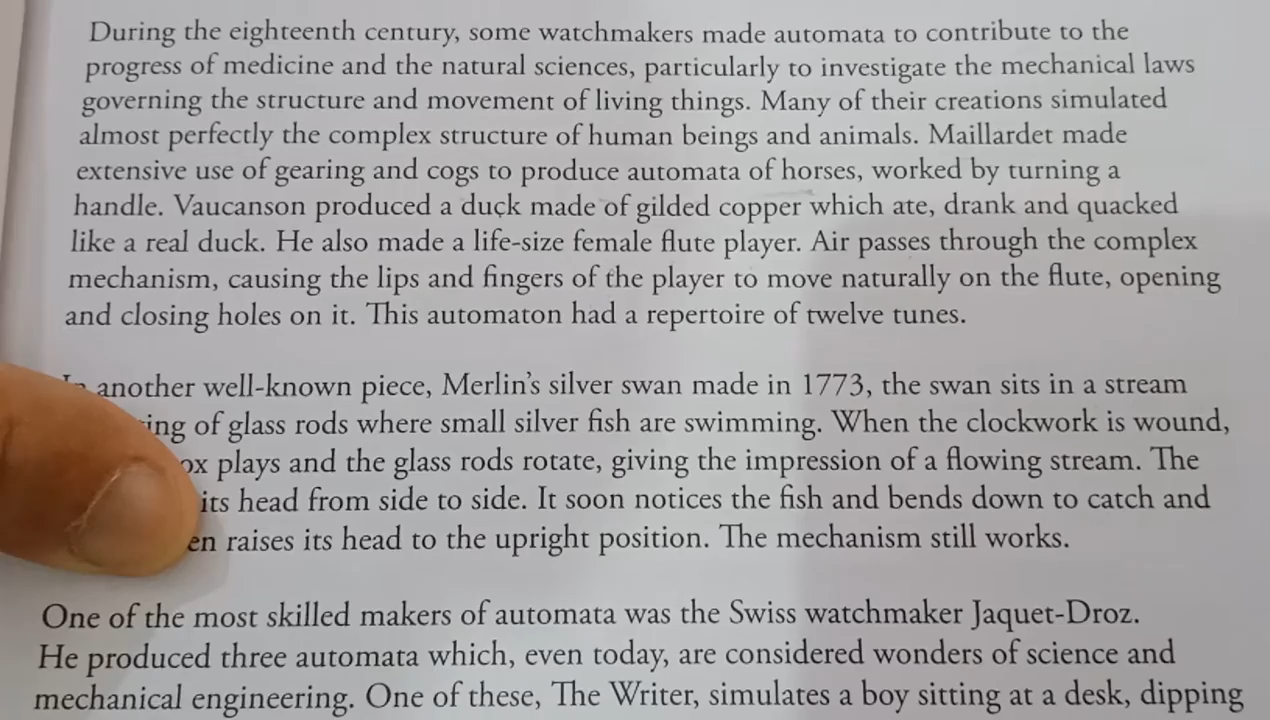 During the eighteenth century, some watchmakers made automata to contribute to the
progress of medicine and the natural sciences, particularly to investigate the mechanical laws
governing the structure and movement of living things. Many of their creations simulated
almost perfectly the complex structure of human beings and animals. Maillardet made
extensive use of gearing and cogs to produce automata of horses, worked by turning a
handle. Vaucanson produced a duck made of gilded copper which ate, drank and quacked
like a real duck. He also made a life-size female flute player. Air passes through the complex
mechanism, causing the lips and fingers of the player to move naturally on the flute, opening
and closing holes on it. This automaton had a repertoire of twelve tunes.
another well-known piece, Merlin's silver swan made in 1773, the swan sits in a stream
of glass rods where small silver fish are swimming. When the clockwork is wound,
plays and the glass rods rotate, giving the impression of a flowing stream. The
its head from side to side. It soon notices the fish and bends down to catch and
raises its head to the upright position. The mechanism still works.
One of the most skilled makers of automata was the Swiss watchmaker Jaquet-Droz.
He produced three automata which, even today, are considered wonders of science and
mechanical engineering. One of these, The Writer, simulates a boy sitting at a desk, dipping